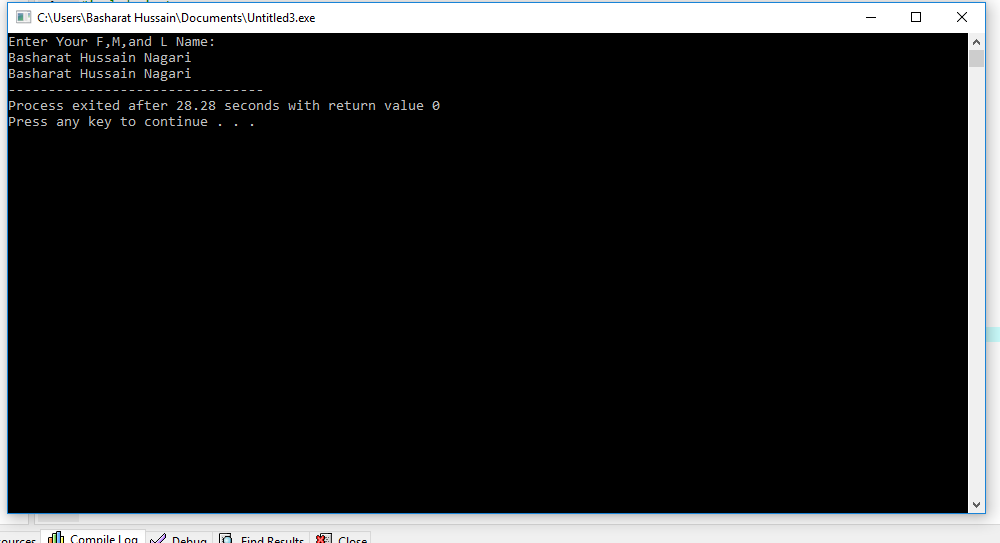 C:\Users\Basharat Hussain\Documents\Untitled3.exe
Enter Your F,M,and L Name:
Basharat Hussain Nagari
Basharat Hussain Nagari
--------------------------------
Process exited after 28.28 seconds with return value 0
Press any key to continue . . .
Compile Log Debug Find Results Close